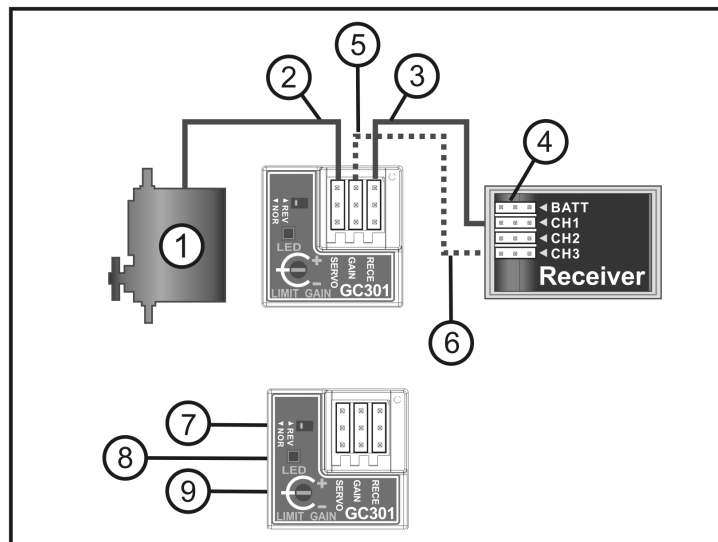 5
2
3
4
1
▲REV
▼NOR
LED
+
−
LIMIT GAIN
SERVO
GAIN
RECE
GC301
C
◀BATT
◀CH1
◀CH2
◀CH3
Receiver
6
7
8
9
▲REV
▼NOR
LED
+
−
LIMIT GAIN
SERVO
GAIN
RECE
GC301
C